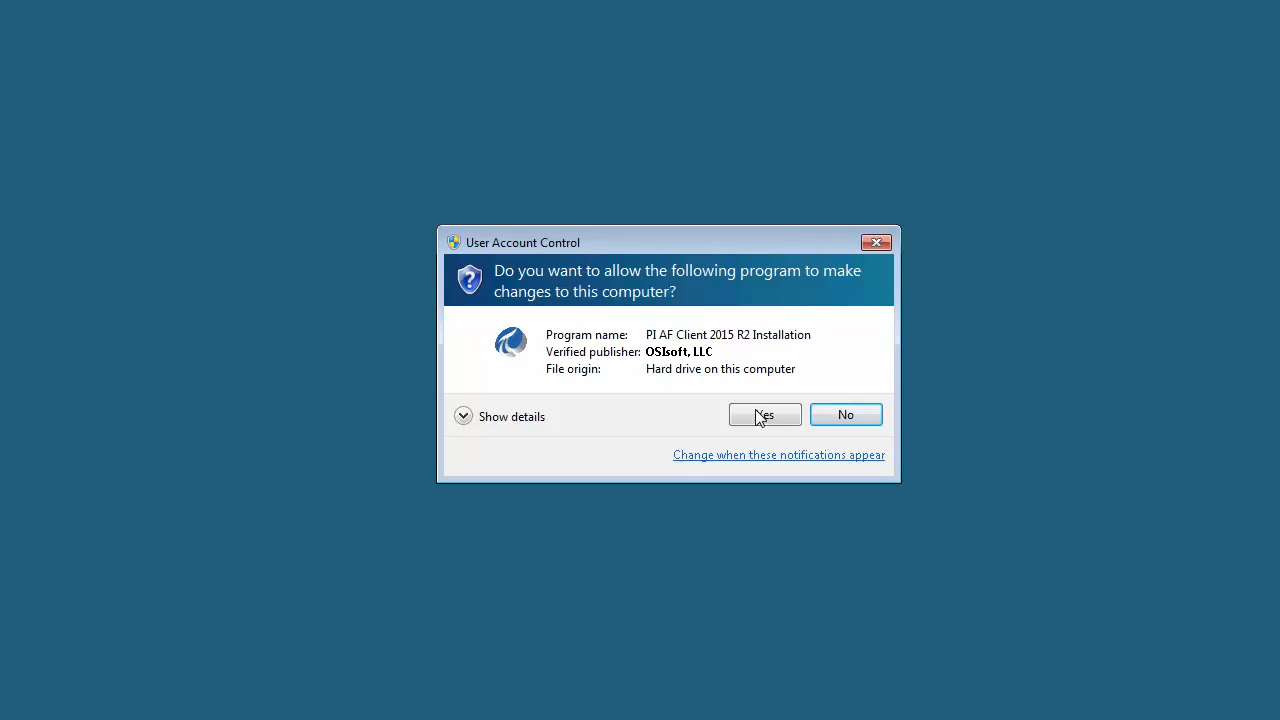 User Account Control
Do you want to allow the following program to make
changes to this computer?
Program name: PI AF Client 2015 R2 Installation
Verified publisher: OSIsoft, LLC
File origin: Hard drive on this computer
Show details
Yes
No
Change when these notifications appear